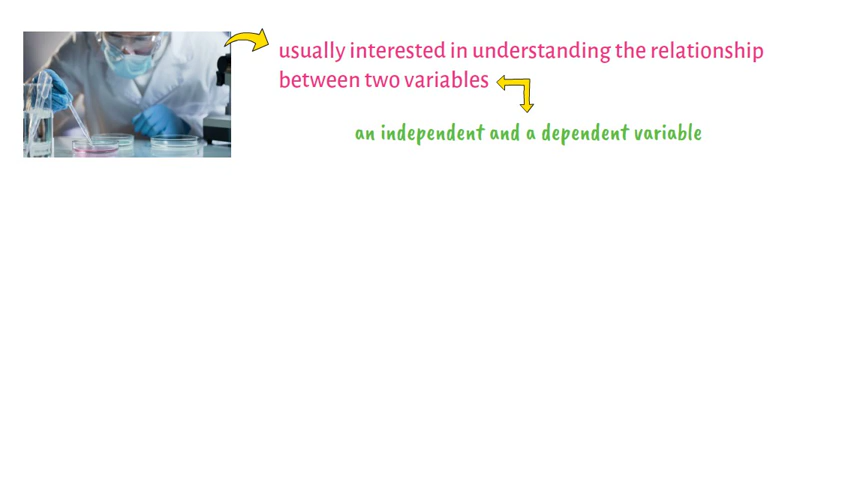 usually interested in understanding the relationship
between two variables
an independent and a dependent variable